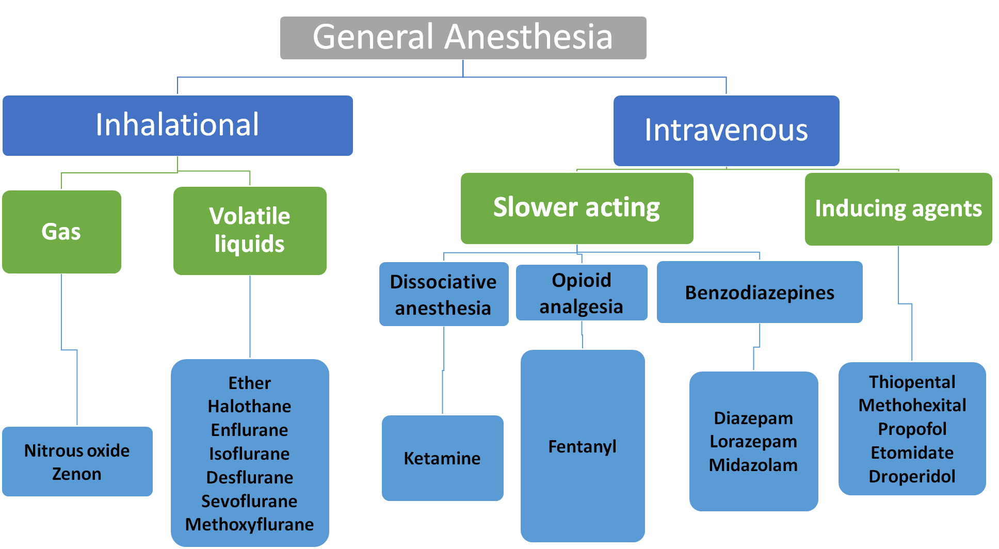 General Anesthesia
Inhalational
Intravenous
Gas
Volatile
liquids
Slower acting
Inducing agents
Dissociative
anesthesia
Opioid
analgesia
Benzodiazepines
Nitrous oxide
Zenon
Ether
Halothane
Enflurane
Isoflurane
Desflurane
Sevoflurane
Methoxyflurane
Ketamine
Fentanyl
Diazepam
Lorazepam
Midazolam
Thiopental
Methohexital
Propofol
Etomidate
Droperidol